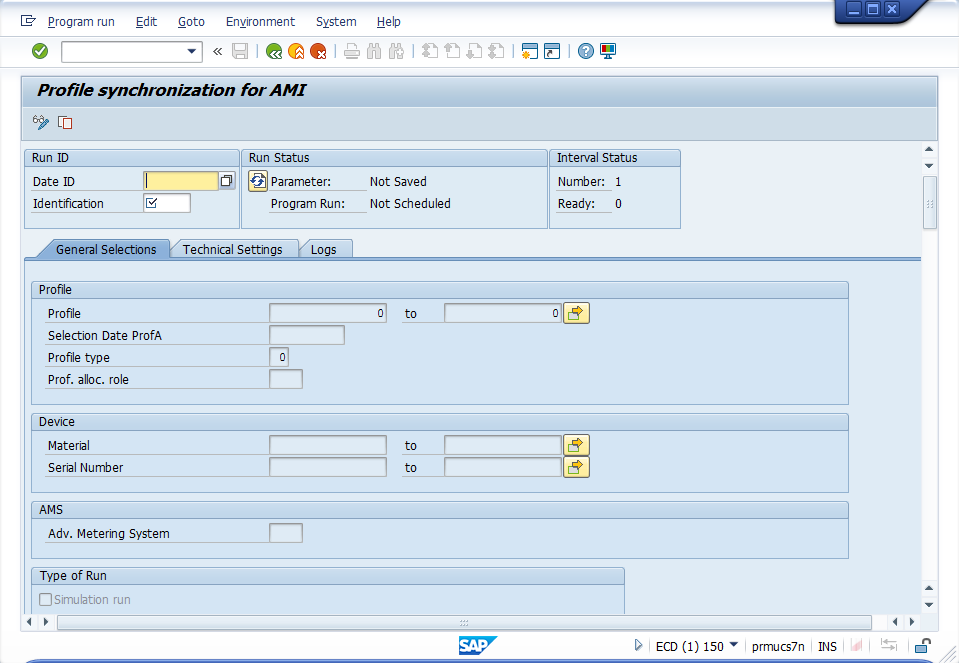 Program run Edit Goto Environment System Help
Profile synchronization for AMI
Run ID Run Status Interval Status
Date ID Parameter: Not Saved Number: 1
Identification Program Run: Not Scheduled Ready: 0
General Selections Technical Settings Logs
Profile
Profile 0 to 0
Selection Date ProfA
Profile type 0
Prof. alloc. role
Device
Material to
Serial Number to
AMS
Adv. Metering System
Type of Run
Simulation run
SAP ECD (1) 150 prmucs7n INS